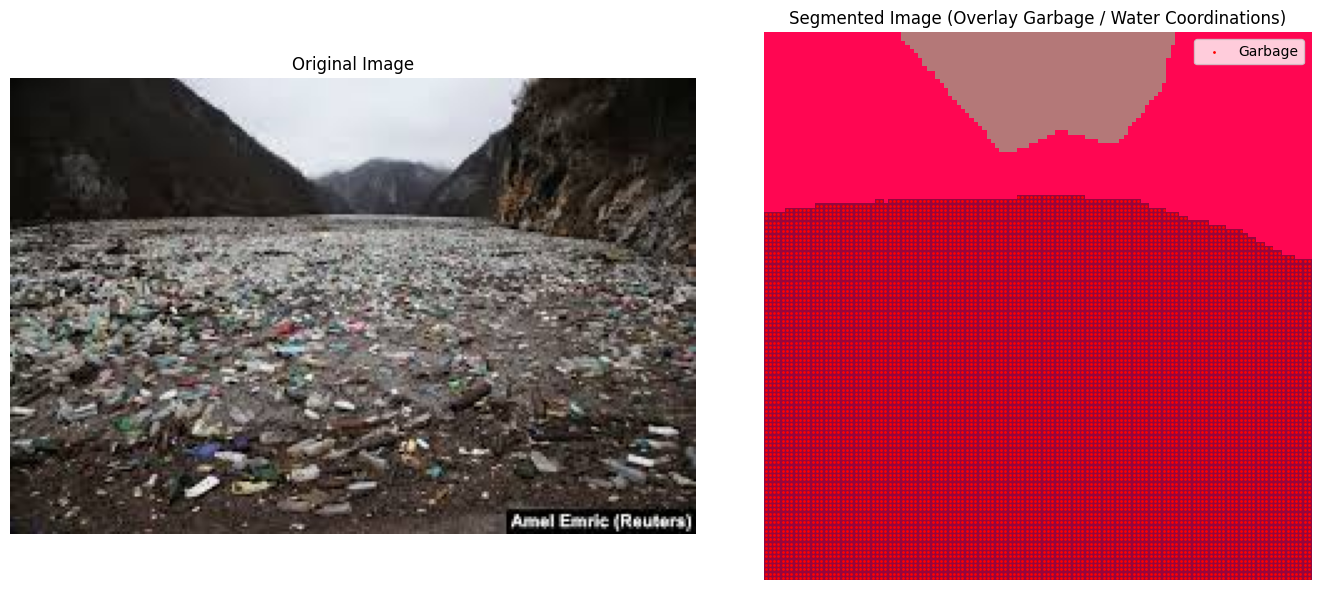 Original Image
Segmented Image (Overlay Garbage / Water Coordinations)
Garbage
Amel Emric (Reuters)